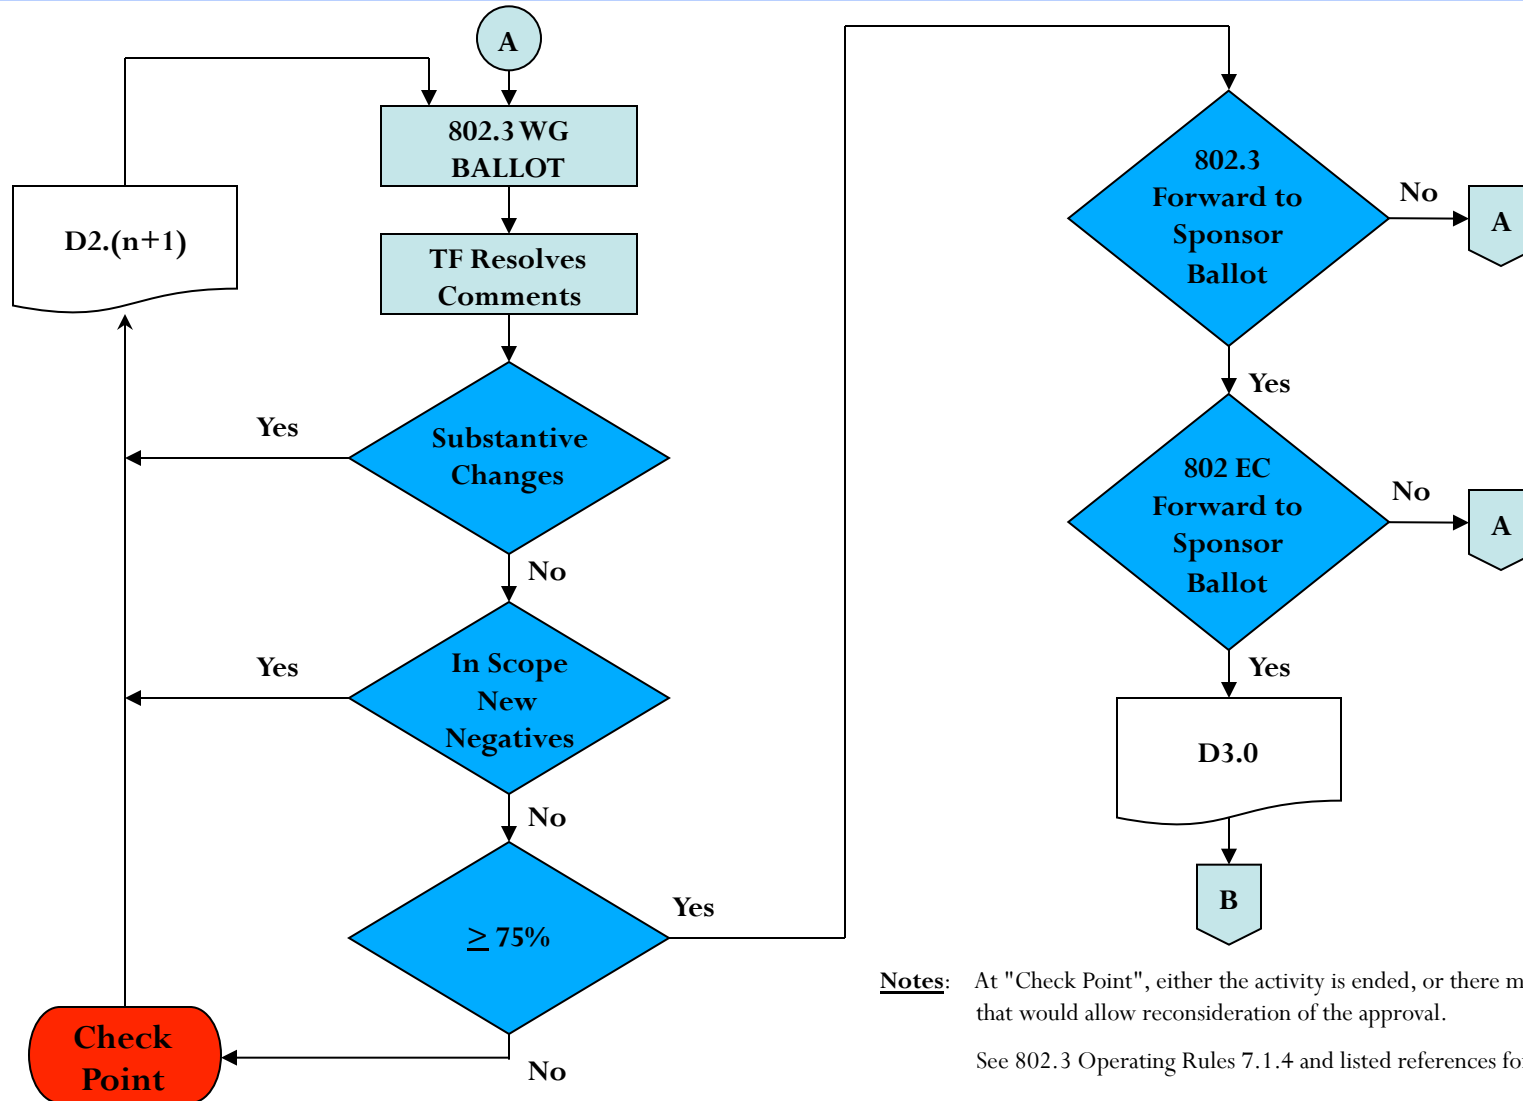 A
802.3 WG
BALLOT
D2.(n+1)
TF Resolves
Comments
Yes
Substantive
Changes
No
Yes
In Scope
New
Negatives
No
≥ 75%
Yes
No
Check
Point
802.3
Forward to
Sponsor
Ballot
No
A
Yes
802 EC
Forward to
Sponsor
Ballot
No
A
Yes
D3.0
B
Notes: At "Check Point", either the activity is ended, or there
that would allow reconsideration of the approval.
See 802.3 Operating Rules 7.1.4 and listed references